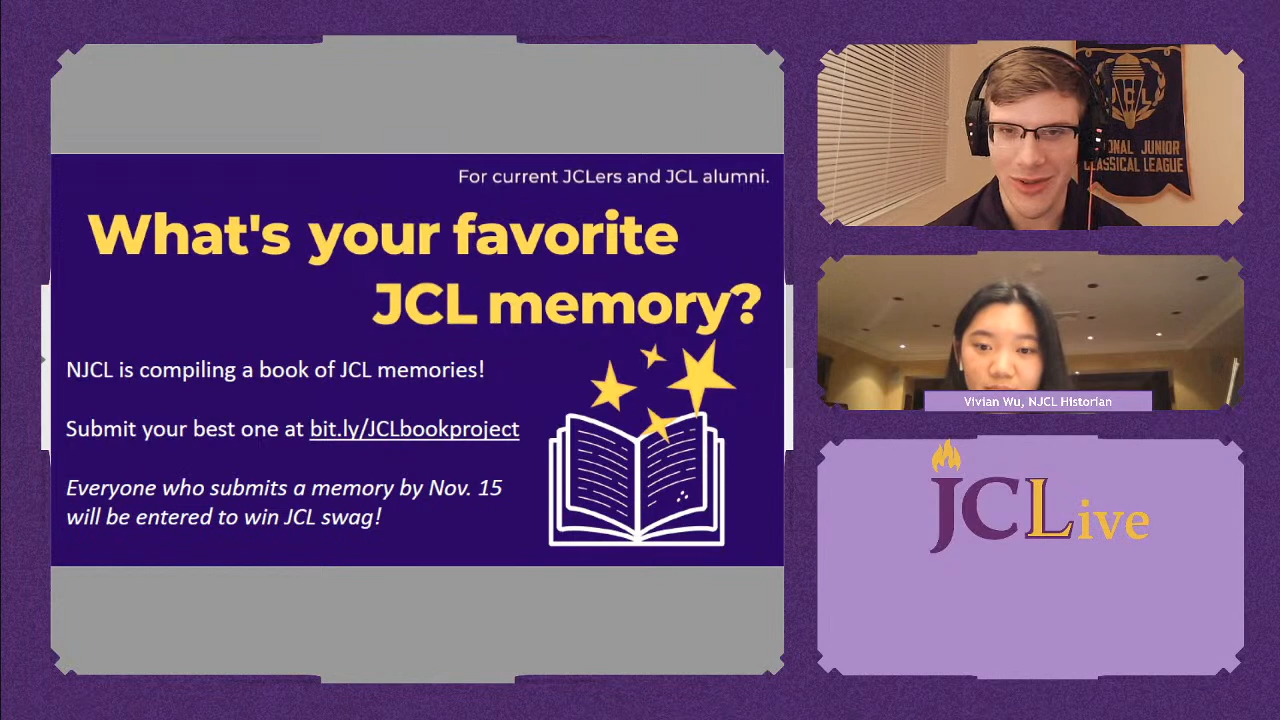 For current JCLers and JCL alumni.
What's your favorite
JCL memory?
NJCL is compiling a book of JCL memories!
Submit your best one at bit.ly/JCLbookproject
Everyone who submits a memory by Nov. 15
will be entered to win JCL swag!
JCL
ONAL JUNIOR
CLASSICAL LEAGUE
Vivian Wu, NJCL Historian
JCLive